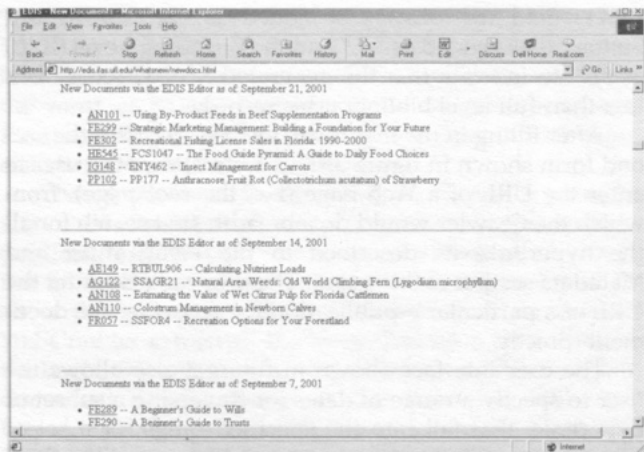 EDIS - New Documents - Microsoft Internet Explorer
File Edit View Favorites Tools Help
Back Forward Stop Refresh Home Search Favorites History Mail Print Edit Discuss Dell Home Real.com
Address http://edis.ifas.ufl.edu/whatsnew/newdocs.html Go Links »
New Documents via the EDIS Editor as of September 21, 2001
• AN101 -- Using By-Product Feeds in Beef Supplementation Programs
• FE299 -- Strategic Marketing Management: Building a Foundation for Your Future
• FE302 -- Recreational Fishing License Sales in Florida: 1990-2000
• HE545 -- FCS1047 -- The Food Guide Pyramid: A Guide to Daily Food Choices
• IG148 -- ENY462 -- Insect Management for Carrots
• PP102 -- PP177 -- Anthracnose Fruit Rot (Collectotrichum acutatum) of Strawberry
New Documents via the EDIS Editor as of September 14, 2001
• AE149 -- RTBUL906 -- Calculating Nutrient Loads
• AG122 -- SSAGR21 -- Natural Area Weeds: Old World Climbing Fern (Lygodium microphyllum)
• AN108 -- Estimating the Value of Wet Citrus Pulp for Florida Cattlemen
• AN110 -- Colostrum Management in Newborn Calves
• FR057 -- SSFOR4 -- Recreation Options for Your Forestland
New Documents via the EDIS Editor as of September 7, 2001
• FE289 -- A Beginner's Guide to Wills
• FE290 -- A Beginner's Guide to Trusts
Internet